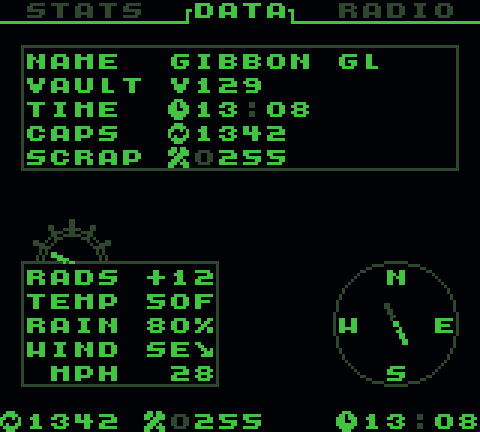 STATS DATA RADIO
NAME GIBBON GL
VAULT V129
TIME 13:08
CAPS 1342
SCRAP 0255
RADS +12
TEMP 50F
RAIN 80%
WIND SE↘
MPH 28
N
W E
S
1342 0255 13:08